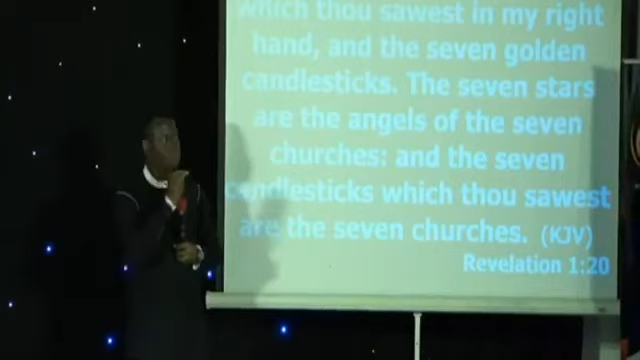 which thou sawest in my right
hand, and the seven golden
candlesticks. The seven stars
are the angels of the seven
churches: and the seven
candlesticks which thou sawest
are the seven churches. (KJV)
Revelation 1:20